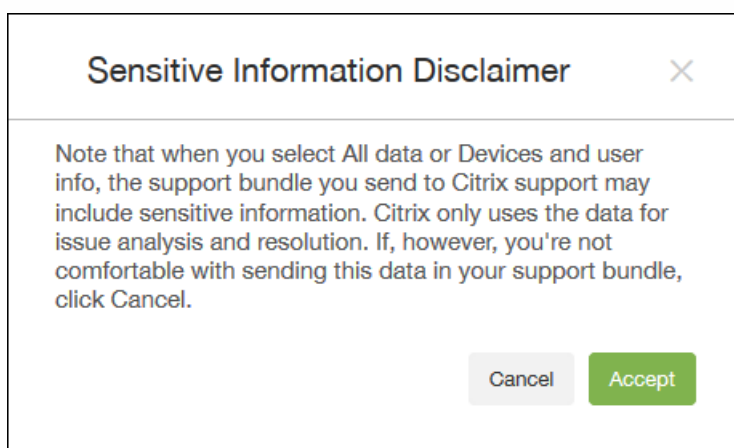 Sensitive Information Disclaimer
Note that when you select All data or Devices and user
info, the support bundle you send to Citrix support may
include sensitive information. Citrix only uses the data for
issue analysis and resolution. If, however, you're not
comfortable with sending this data in your support bundle,
click Cancel.
Cancel Accept